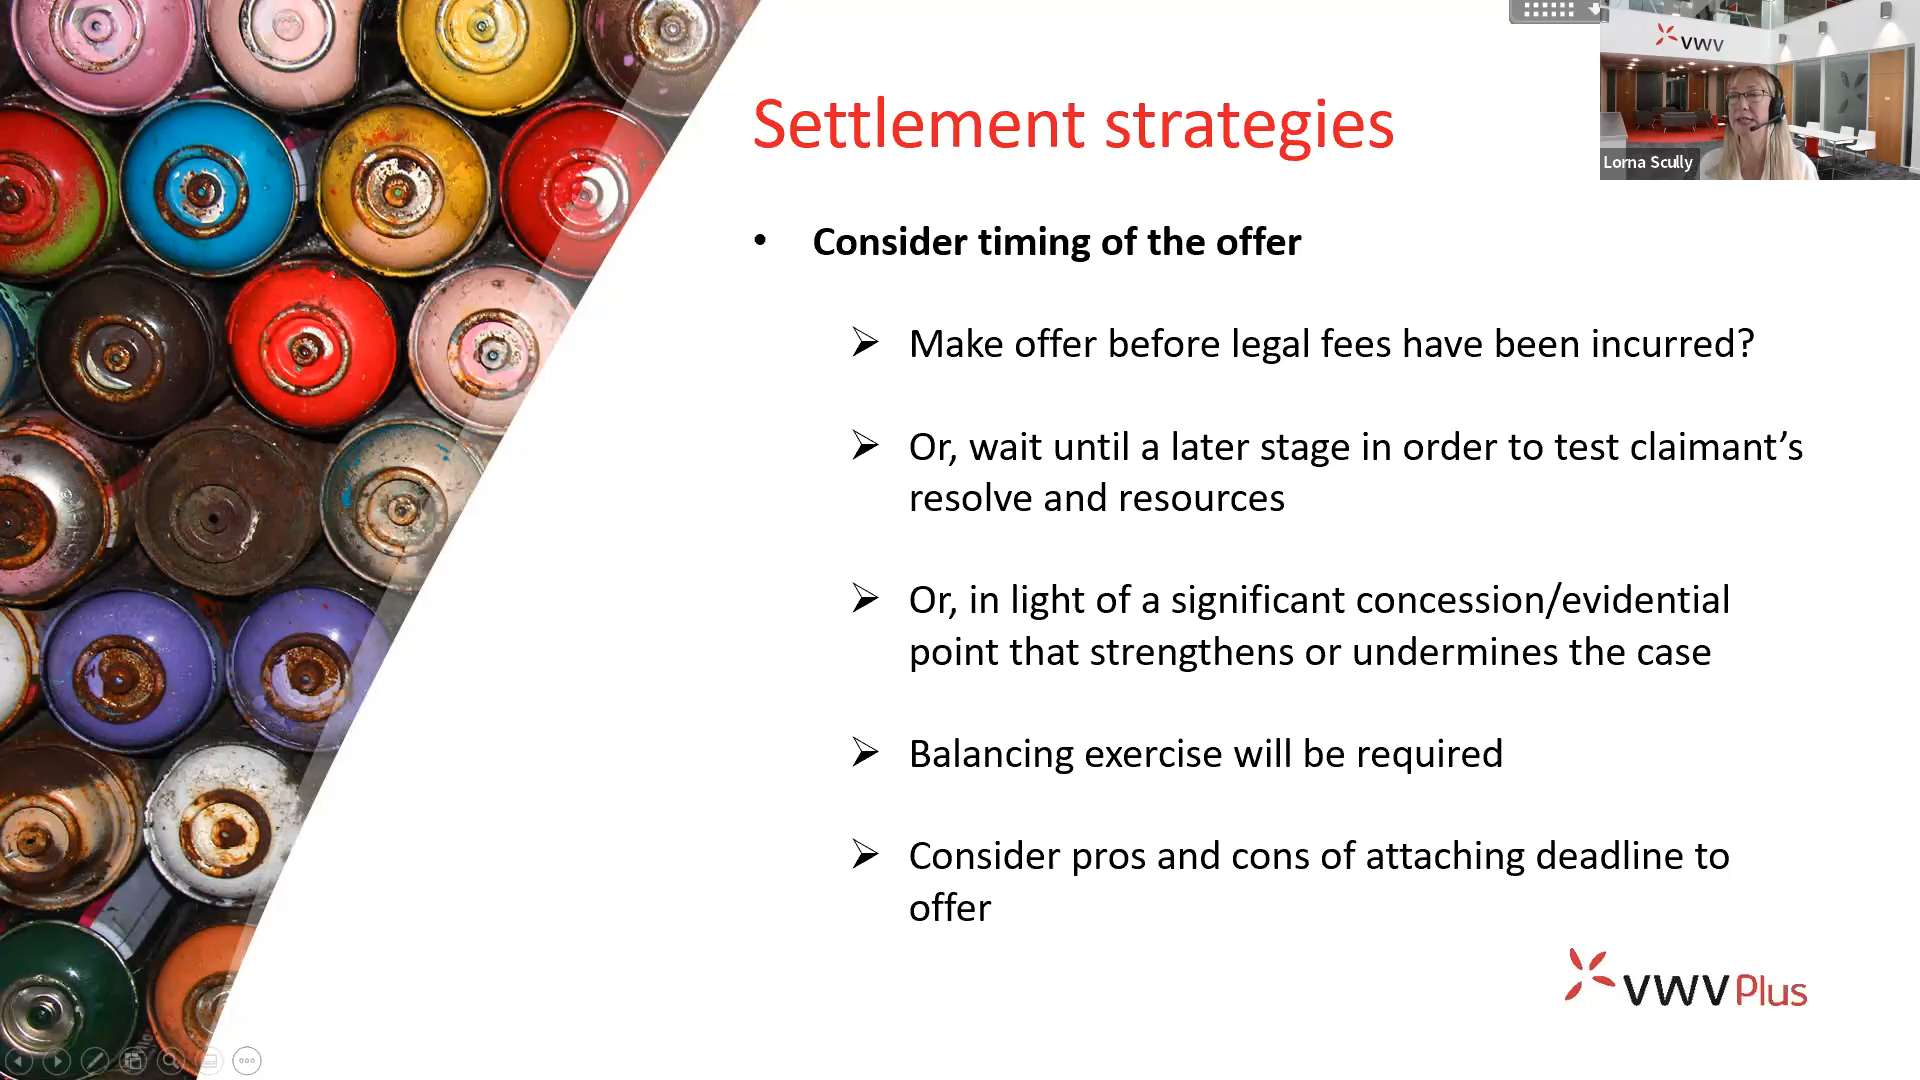 VWV
Lorna Scully
Settlement strategies
• Consider timing of the offer
➢ Make offer before legal fees have been incurred?
➢ Or, wait until a later stage in order to test claimant’s
resolve and resources
➢ Or, in light of a significant concession/evidential
point that strengthens or undermines the case
➢ Balancing exercise will be required
➢ Consider pros and cons of attaching deadline to
offer
VWV Plus